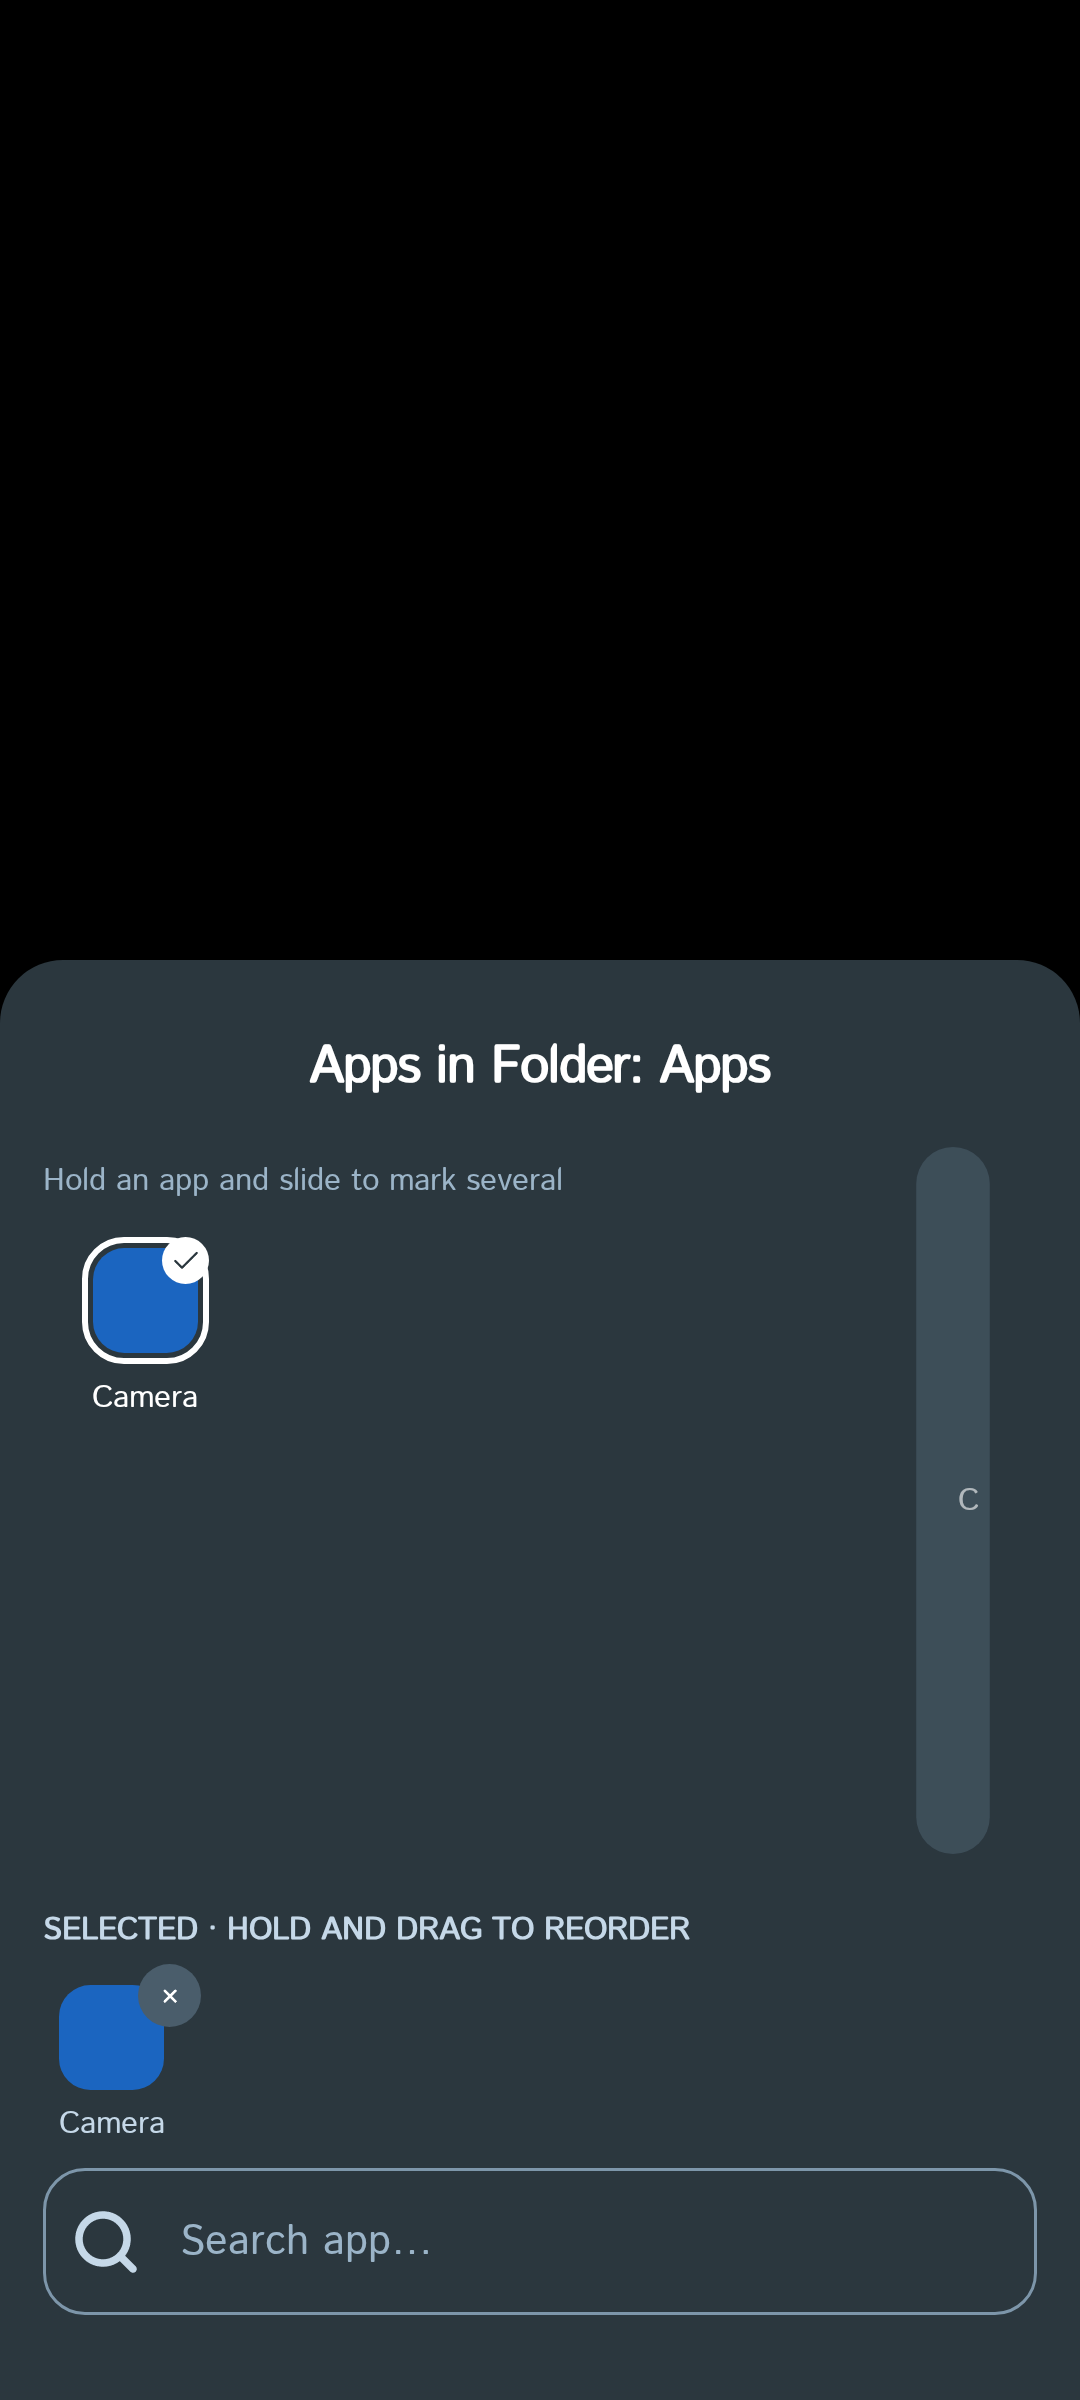 Apps in Folder: Apps
Hold an app and slide to mark several
Camera
C
SELECTED · HOLD AND DRAG TO REORDER
Camera
Search app...